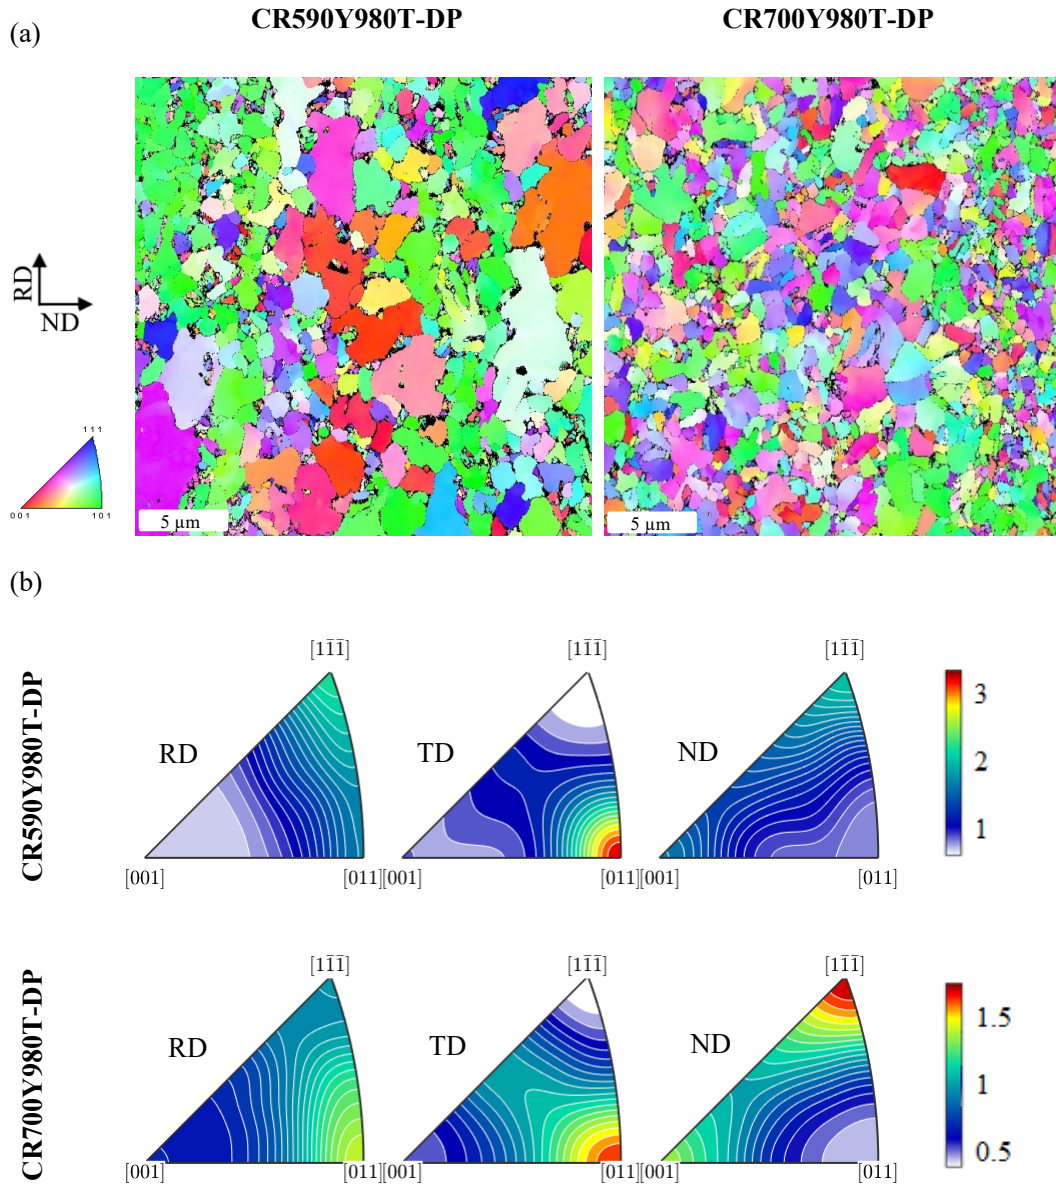 CR590Y980T-DP CR700Y980T-DP
(a)
RD
ND
1 1 1
0 0 1 1 0 1
5 µm 5 µm
(b)
CR590Y980T-DP
[11̅1̅] [11̅1̅] [11̅1̅]
RD TD ND
3
2
1
[001] [011] [001] [011] [001] [011]
CR700Y980T-DP
[11̅1̅] [11̅1̅] [11̅1̅]
RD TD ND
1.5
1
0.5
[001] [011] [001] [011] [001] [011]